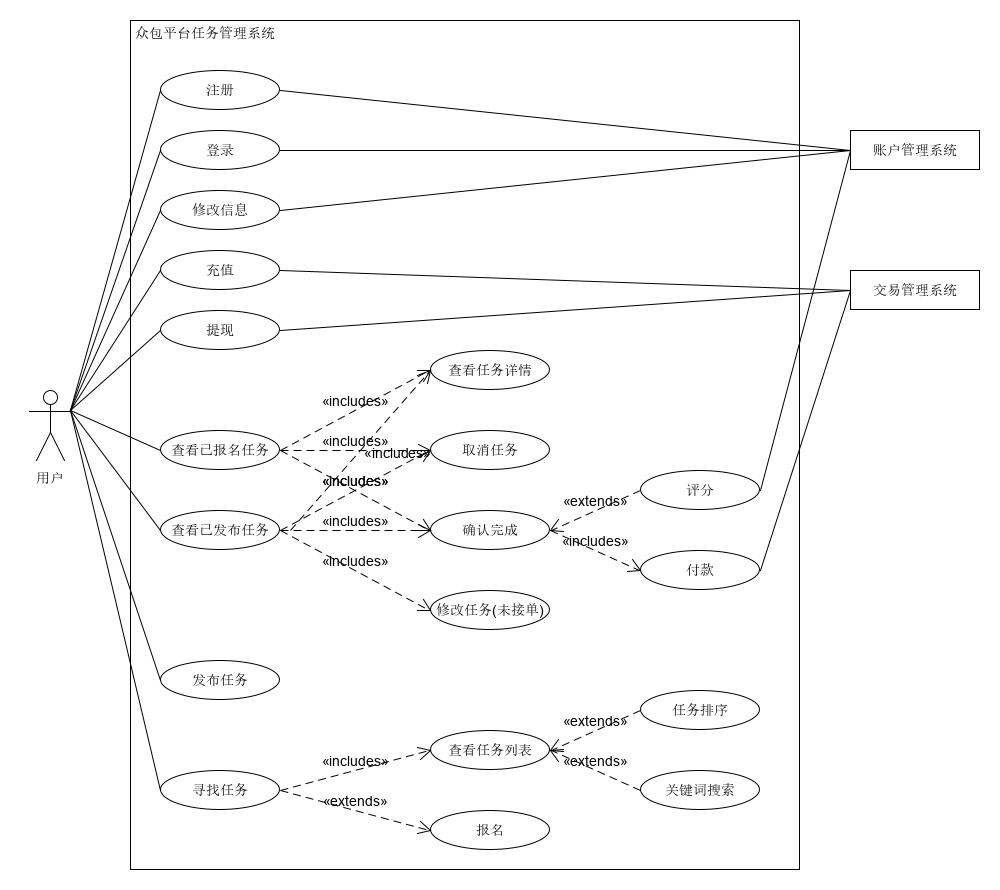 众包平台任务管理系统
注册
登录
账户管理系统
修改信息
充值
交易管理系统
提现
查看任务详情
«includes»
查看已报名任务
«includes»
«includes»
取消任务
用户
«includes»
评分
«extends»
查看已发布任务
«includes»
确认完成
«includes»
付款
«includes»
修改任务(未接单)
发布任务
任务排序
«extends»
查看任务列表
«includes»
«extends»
寻找任务
关键词搜索
«extends»
报名